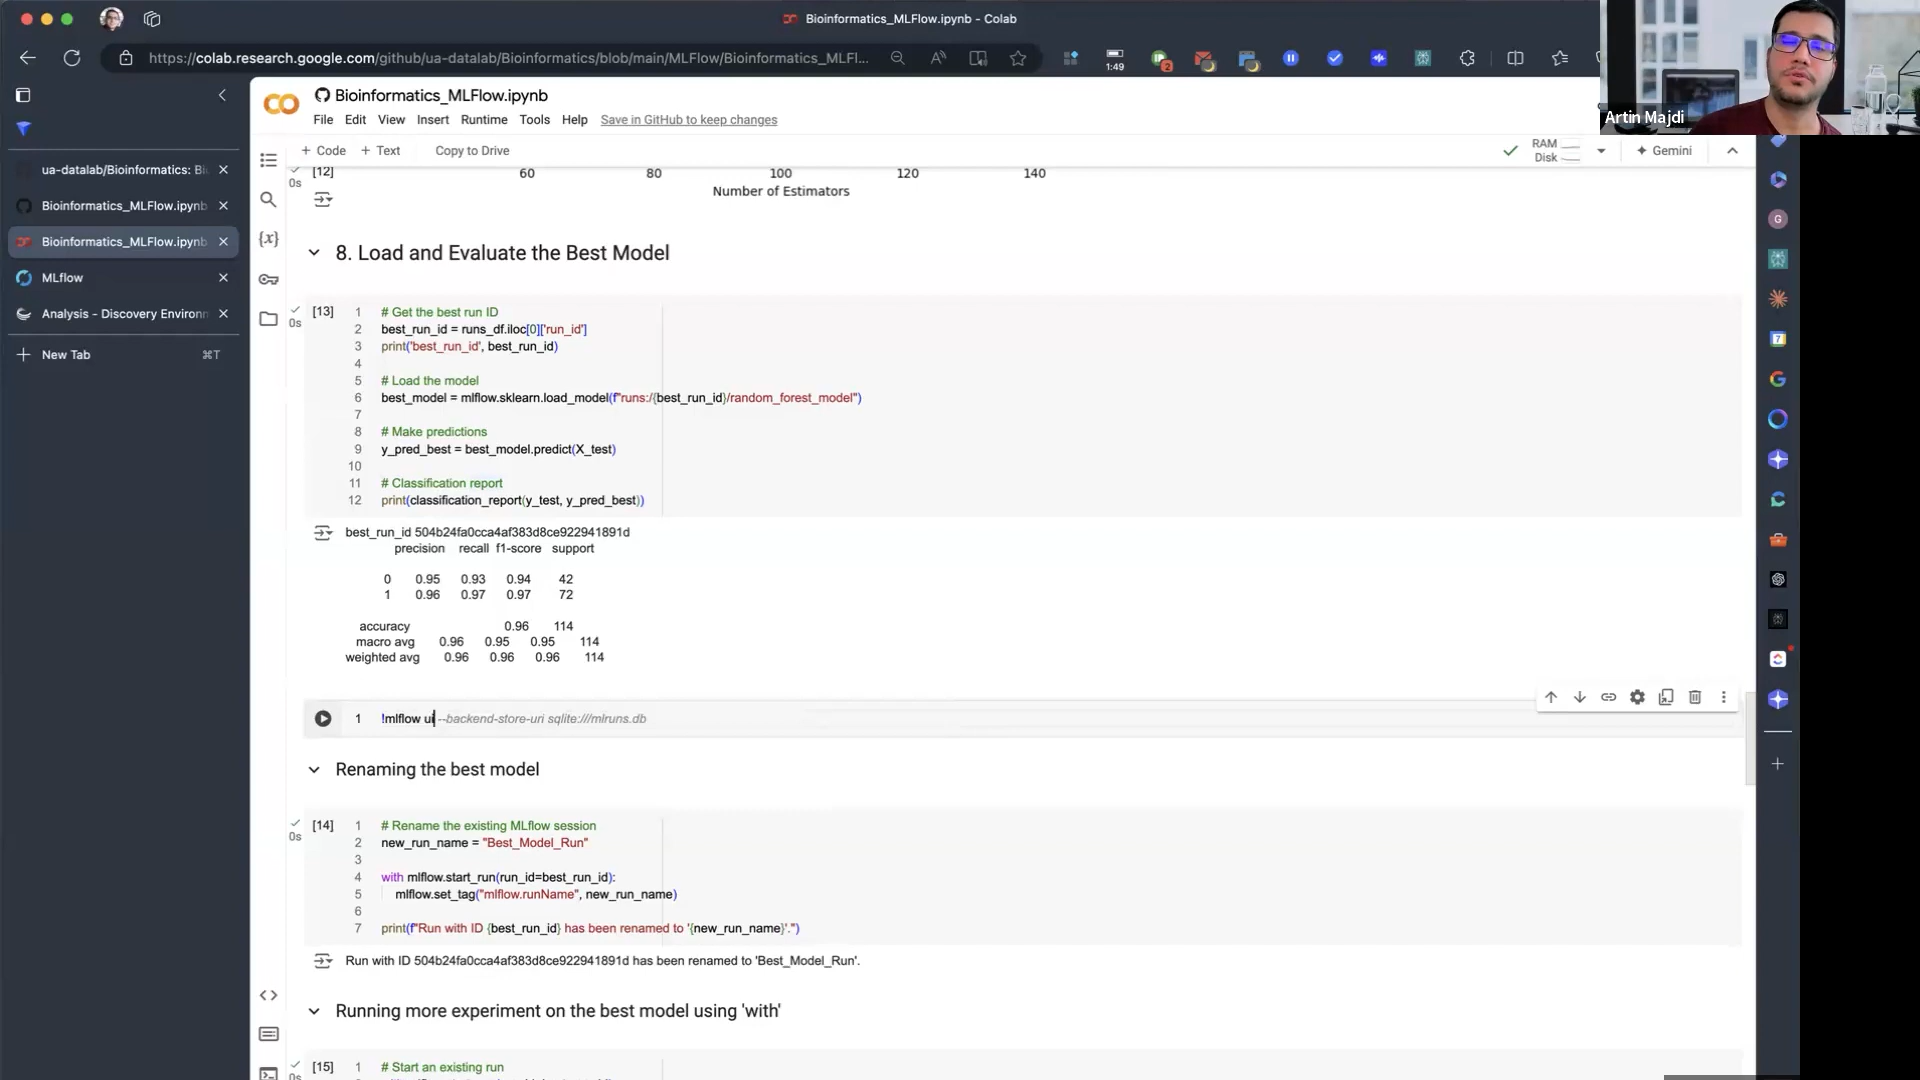 Bioinformatics_MLFlow.ipynb - Colab
https://colab.research.google.com/github/ua-datalab/Bioinformatics/blob/main/MLFlow/Bioinformatics_MLFl...
1:49
2
Artin Majdi
ua-datalab/Bioinformatics: Bi
Bioinformatics_MLFlow.ipynb
Bioinformatics_MLFlow.ipynb
MLflow
Analysis - Discovery Environ
New Tab
⌘T
Bioinformatics_MLFlow.ipynb
File Edit View Insert Runtime Tools Help Save in GitHub to keep changes
+ Code + Text Copy to Drive
RAM
Disk
Gemini
[12]
0s
60 80 100 120 140
Number of Estimators
8. Load and Evaluate the Best Model
[13]
0s
1 # Get the best run ID
2 best_run_id = runs_df.iloc[0]['run_id']
3 print('best_run_id', best_run_id)
4
5 # Load the model
6 best_model = mlflow.sklearn.load_model(f"runs:/{best_run_id}/random_forest_model")
7
8 # Make predictions
9 y_pred_best = best_model.predict(X_test)
10
11 # Classification report
12 print(classification_report(y_test, y_pred_best))
best_run_id 504b24fa0cca4af383d8ce922941891d
precision recall f1-score support
0 0.95 0.93 0.94 42
1 0.96 0.97 0.97 72
accuracy 0.96 114
macro avg 0.96 0.95 0.95 114
weighted avg 0.96 0.96 0.96 114
1 !mlflow ui --backend-store-uri sqlite:///mlruns.db
Renaming the best model
[14]
0s
1 # Rename the existing MLflow session
2 new_run_name = "Best_Model_Run"
3
4 with mlflow.start_run(run_id=best_run_id):
5 mlflow.set_tag("mlflow.runName", new_run_name)
6
7 print(f"Run with ID {best_run_id} has been renamed to '{new_run_name}'.")
Run with ID 504b24fa0cca4af383d8ce922941891d has been renamed to 'Best_Model_Run'.
Running more experiment on the best model using 'with'
[15]
0s
1 # Start an existing run